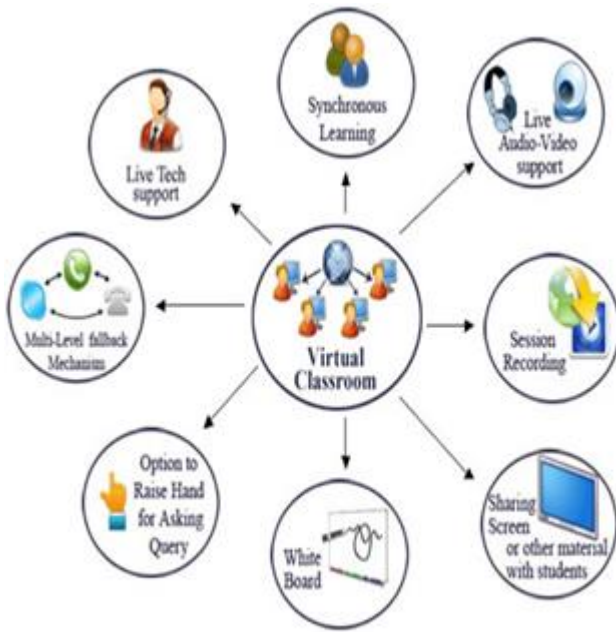 Synchronous
Learning
Live
Audio-Video
support
Session
Recording
Sharing
Screen
or other material
with students
White
Board
Option to
Raise Hand
for Asking
Query
Multi-Level fallback
Mechanism
Live Tech
support
Virtual
Classroom